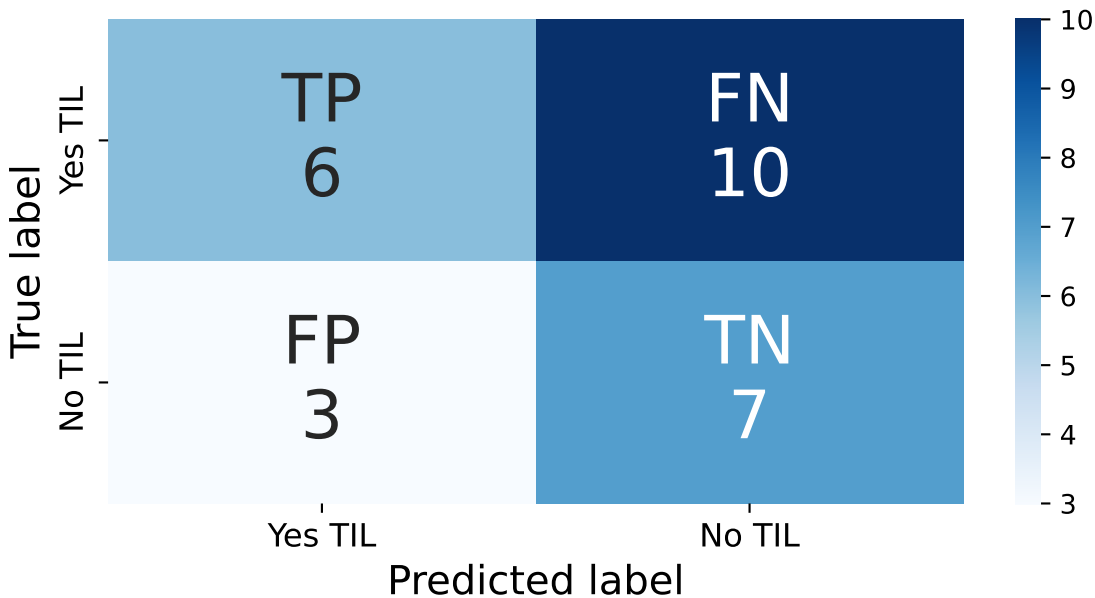 True label
Yes TIL
No TIL
TP
6
FN
10
FP
3
TN
7
Yes TIL
No TIL
Predicted label
10
9
8
7
6
5
4
3